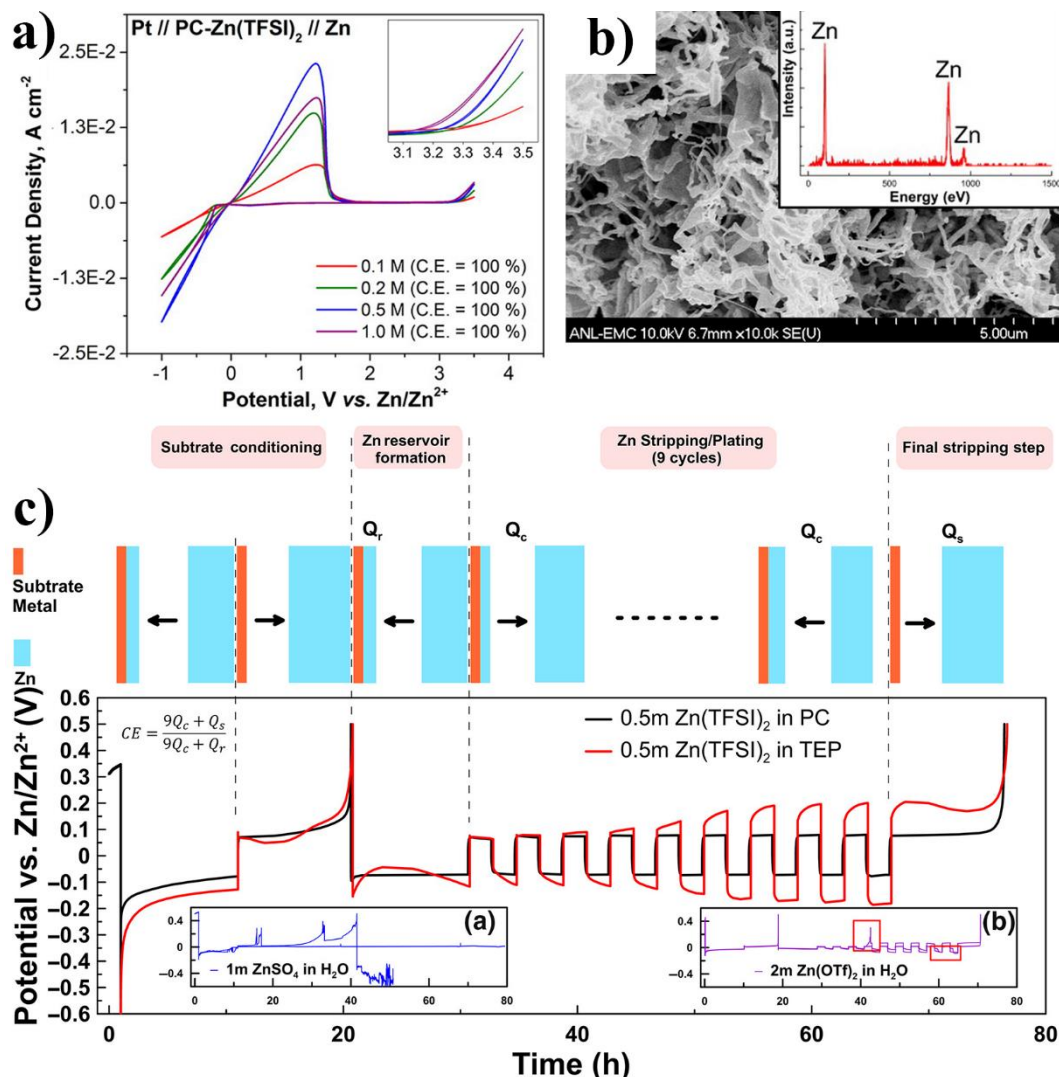 a)
Pt // PC-Zn(TFSI)₂ // Zn
2.5E-2
1.3E-2
0.0
-1.3E-2
-2.5E-2
Current Density, A cm⁻²
3.1 3.2 3.3 3.4 3.5
0.1 M (C.E. = 100 %)
0.2 M (C.E. = 100 %)
0.5 M (C.E. = 100 %)
1.0 M (C.E. = 100 %)
-1 0 1 2 3 4
Potential, V vs. Zn/Zn²⁺
b)
Zn
Zn
Zn
Intensity (a.u.)
0 500 1000 1500
Energy (eV)
ANL-EMC 10.0kV 6.7mm x10.0k SE(U)
5.00um
Subtrate conditioning
Zn reservoir
formation
Zn Stripping/Plating
(9 cycles)
Final stripping step
c)
Qr
Qc
Qc
Qs
Subtrate
Metal
Zn
0.6
0.5
0.4
0.3
0.2
0.1
0
-0.1
-0.2
-0.3
-0.4
-0.5
-0.6
Potential vs. Zn/Zn²⁺ (V)
CE = 9Qc + Qs
9Qc + Qr
0.5m Zn(TFSI)₂ in PC
0.5m Zn(TFSI)₂ in TEP
(a)
0.4
0
-0.4
1m ZnSO₄ in H₂O
0 20 40 60 80
(b)
0.4
0
-0.4
2m Zn(OTf)₂ in H₂O
0 20 40 60 80
0 20 40 60 80
Time (h)